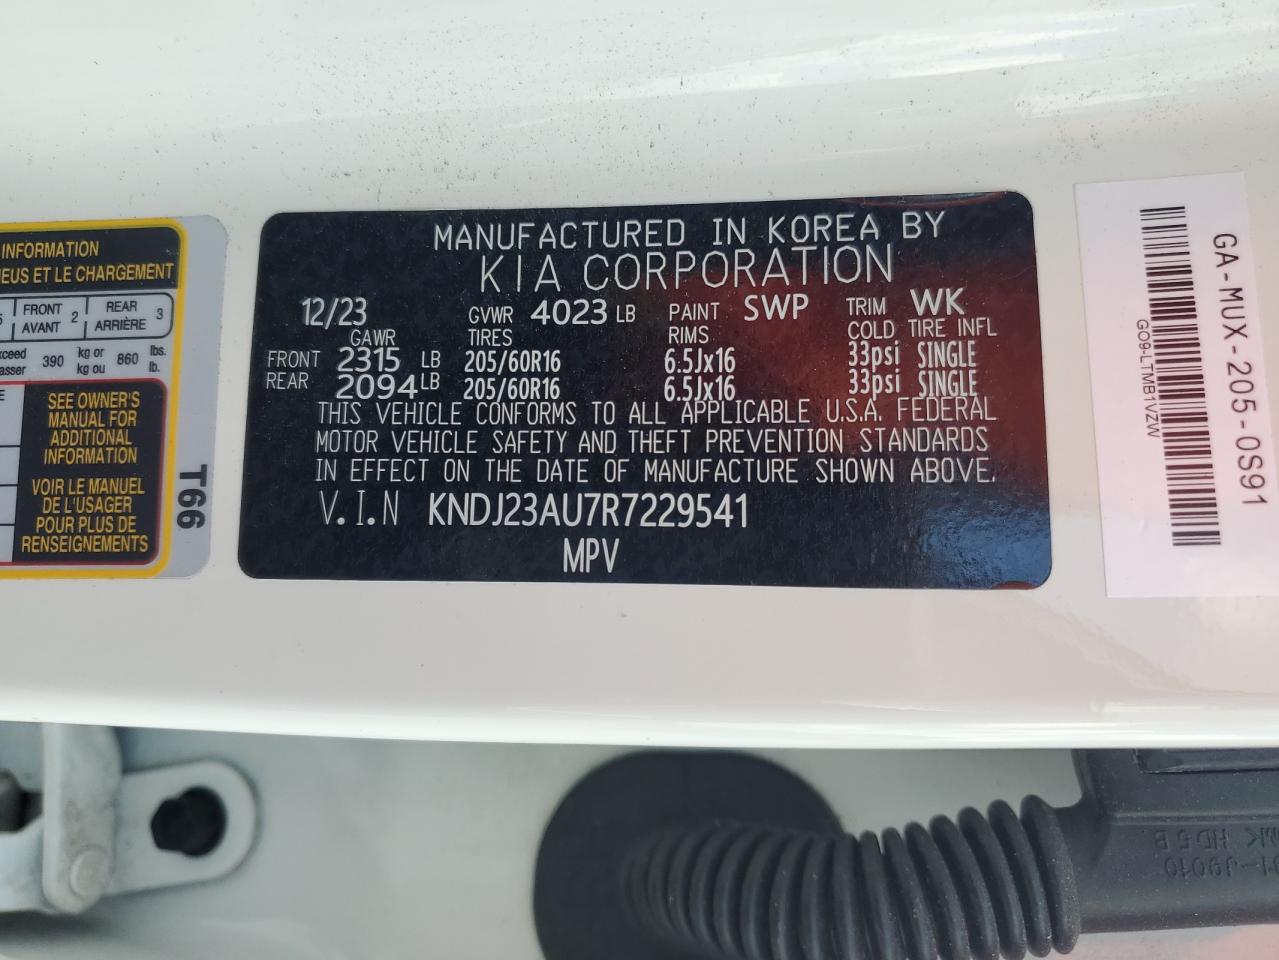 INFORMATION
NEUS ET LE CHARGEMENT
FRONT AVANT 2 REAR ARRIÈRE 3
390 kg or kg ou 860 lbs. lb.
SEE OWNER'S
MANUAL FOR
ADDITIONAL
INFORMATION
VOIR LE MANUEL
DE L'USAGER
POUR PLUS DE
RENSEIGNEMENTS
T66
MANUFACTURED IN KOREA BY
KIA CORPORATION
12/23 GVWR 4023 LB PAINT SWP TRIM WK
GAWR TIRES RIMS COLD TIRE INFL
FRONT 2315 LB 205/60R16 6.5Jx16 33psi SINGLE
REAR 2094 LB 205/60R16 6.5Jx16 33psi SINGLE
THIS VEHICLE CONFORMS TO ALL APPLICABLE U.S.A. FEDERAL
MOTOR VEHICLE SAFETY AND THEFT PREVENTION STANDARDS
IN EFFECT ON THE DATE OF MANUFACTURE SHOWN ABOVE.
V.I.N KNDJ23AU7R7229541
MPV
GA-MUX-205-0S91
GO9-LTMB1VZW
HD 5 B